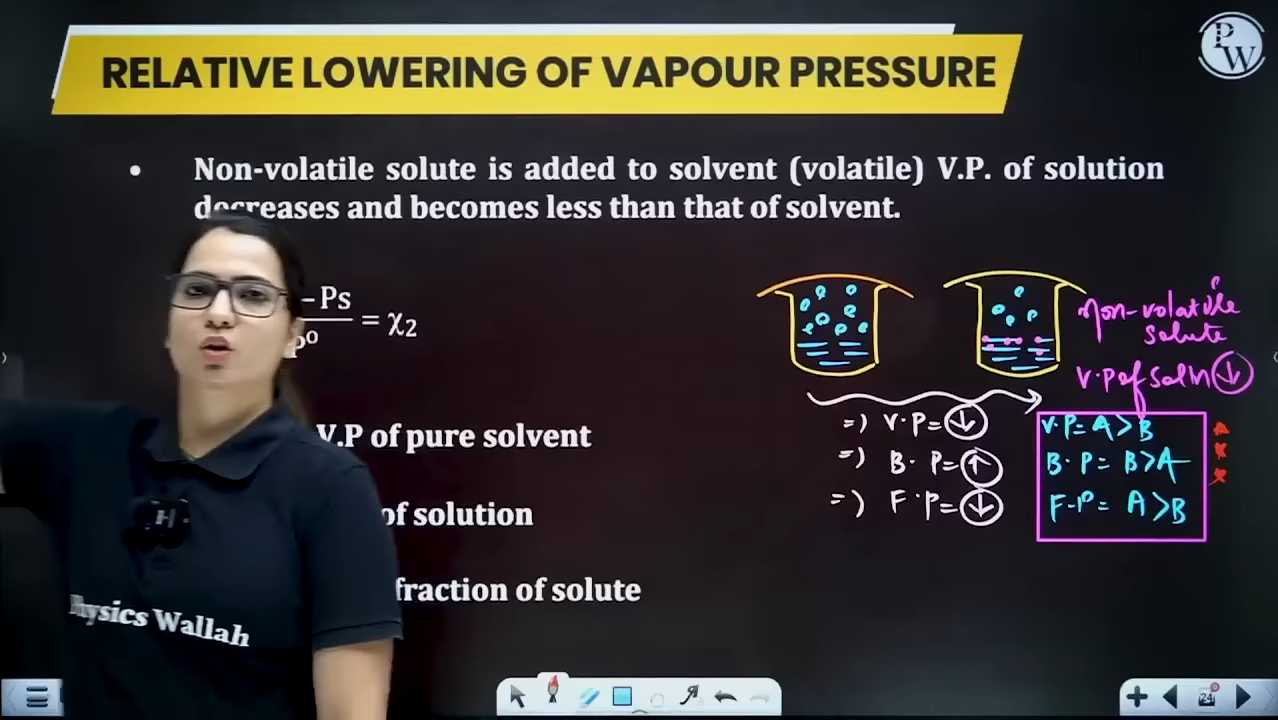 RELATIVE LOWERING OF VAPOUR PRESSURE
P
W
• Non-volatile solute is added to solvent (volatile) V.P. of solution
decreases and becomes less than that of solvent.
– Ps
P⁰
= χ₂
V.P of pure solvent
of solution
fraction of solute
Non-volatile
solute
V.P of soln ↓
=) V.P= ↓
=) B.P= ↑
=) F.P= ↓
V.P= A>B
B.P= B>A
F.P= A>B
H
Physics Wallah
24